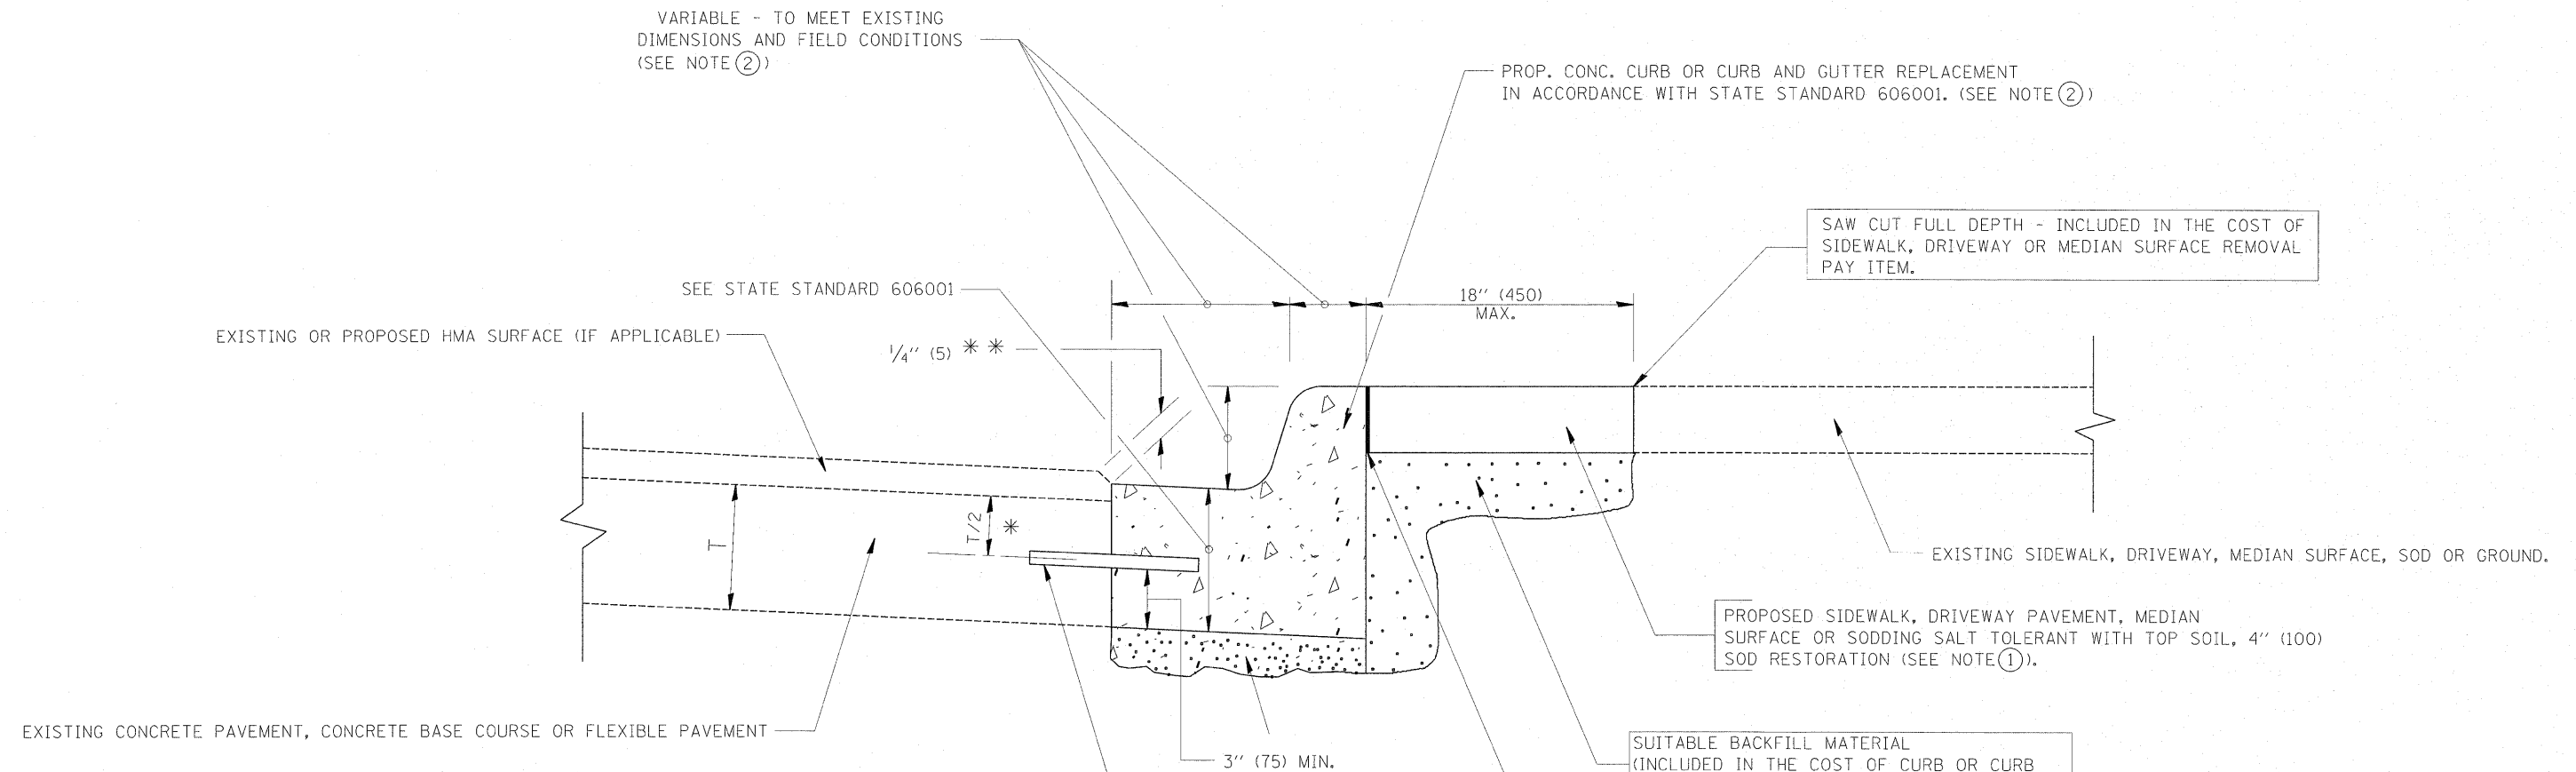 VARIABLE - TO MEET EXISTING
DIMENSIONS AND FIELD CONDITIONS
(SEE NOTE 2)
PROP. CONC. CURB OR CURB AND GUTTER REPLACEMENT
IN ACCORDANCE WITH STATE STANDARD 606001. (SEE NOTE 2)
SAW CUT FULL DEPTH - INCLUDED IN THE COST OF
SIDEWALK, DRIVEWAY OR MEDIAN SURFACE REMOVAL
PAY ITEM.
SEE STATE STANDARD 606001
18" (450)
MAX.
EXISTING OR PROPOSED HMA SURFACE (IF APPLICABLE)
1/4" (5) * *
T
T/2 *
EXISTING SIDEWALK, DRIVEWAY, MEDIAN SURFACE, SOD OR GROUND.
PROPOSED SIDEWALK, DRIVEWAY PAVEMENT, MEDIAN
SURFACE OR SODDING SALT TOLERANT WITH TOP SOIL, 4" (100)
SOD RESTORATION (SEE NOTE 1).
EXISTING CONCRETE PAVEMENT, CONCRETE BASE COURSE OR FLEXIBLE PAVEMENT
3" (75) MIN.
SUITABLE BACKFILL MATERIAL
(INCLUDED IN THE COST OF CURB OR CURB